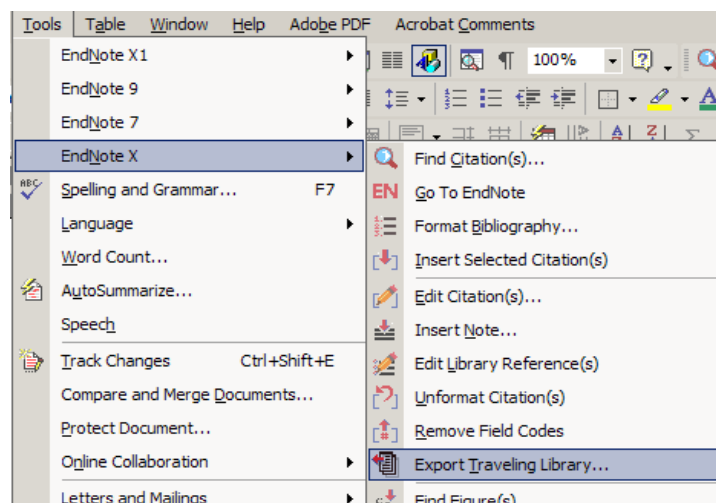 Tools Table Window Help Adobe PDF Acrobat Comments
100%
EndNote X1
EndNote 9
EndNote 7
EndNote X
Spelling and Grammar... F7
Language
Word Count...
AutoSummarize...
Speech
Track Changes Ctrl+Shift+E
Compare and Merge Documents...
Protect Document...
Online Collaboration
Letters and Mailings
Find Citation(s)...
EN Go To EndNote
Format Bibliography...
Insert Selected Citation(s)
Edit Citation(s)...
Insert Note...
Edit Library Reference(s)
Unformat Citation(s)
Remove Field Codes
Export Traveling Library...
Find Figure(s)